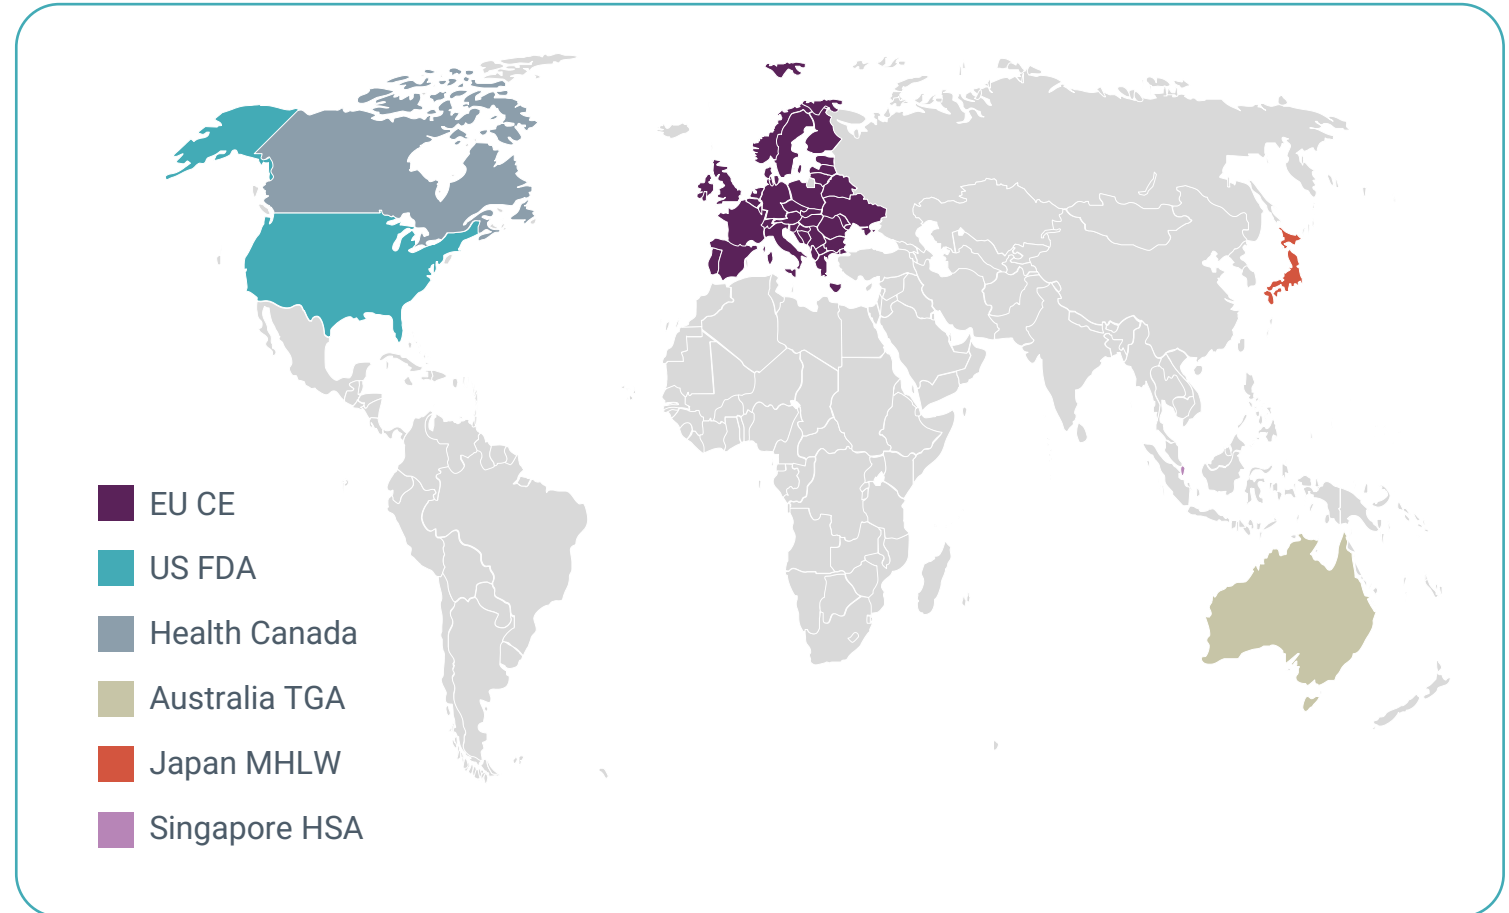 EU CE
US FDA
Health Canada
Australia TGA
Japan MHLW
Singapore HSA